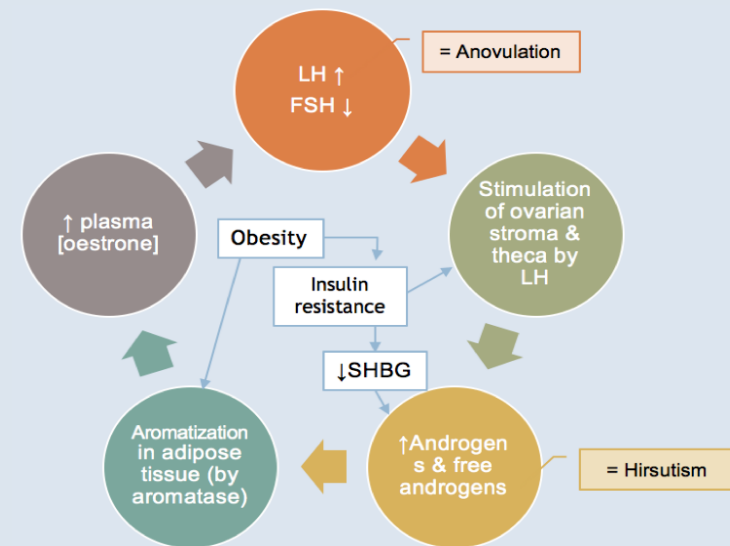 LH ↑
FSH ↓
= Anovulation
Stimulation
of ovarian
stroma &
theca by
LH
↑ plasma
[oestrone]
Obesity
Insulin
resistance
↓SHBG
Aromatization
in adipose
tissue (by
aromatase)
↑Androgen
s & free
androgens
= Hirsutism